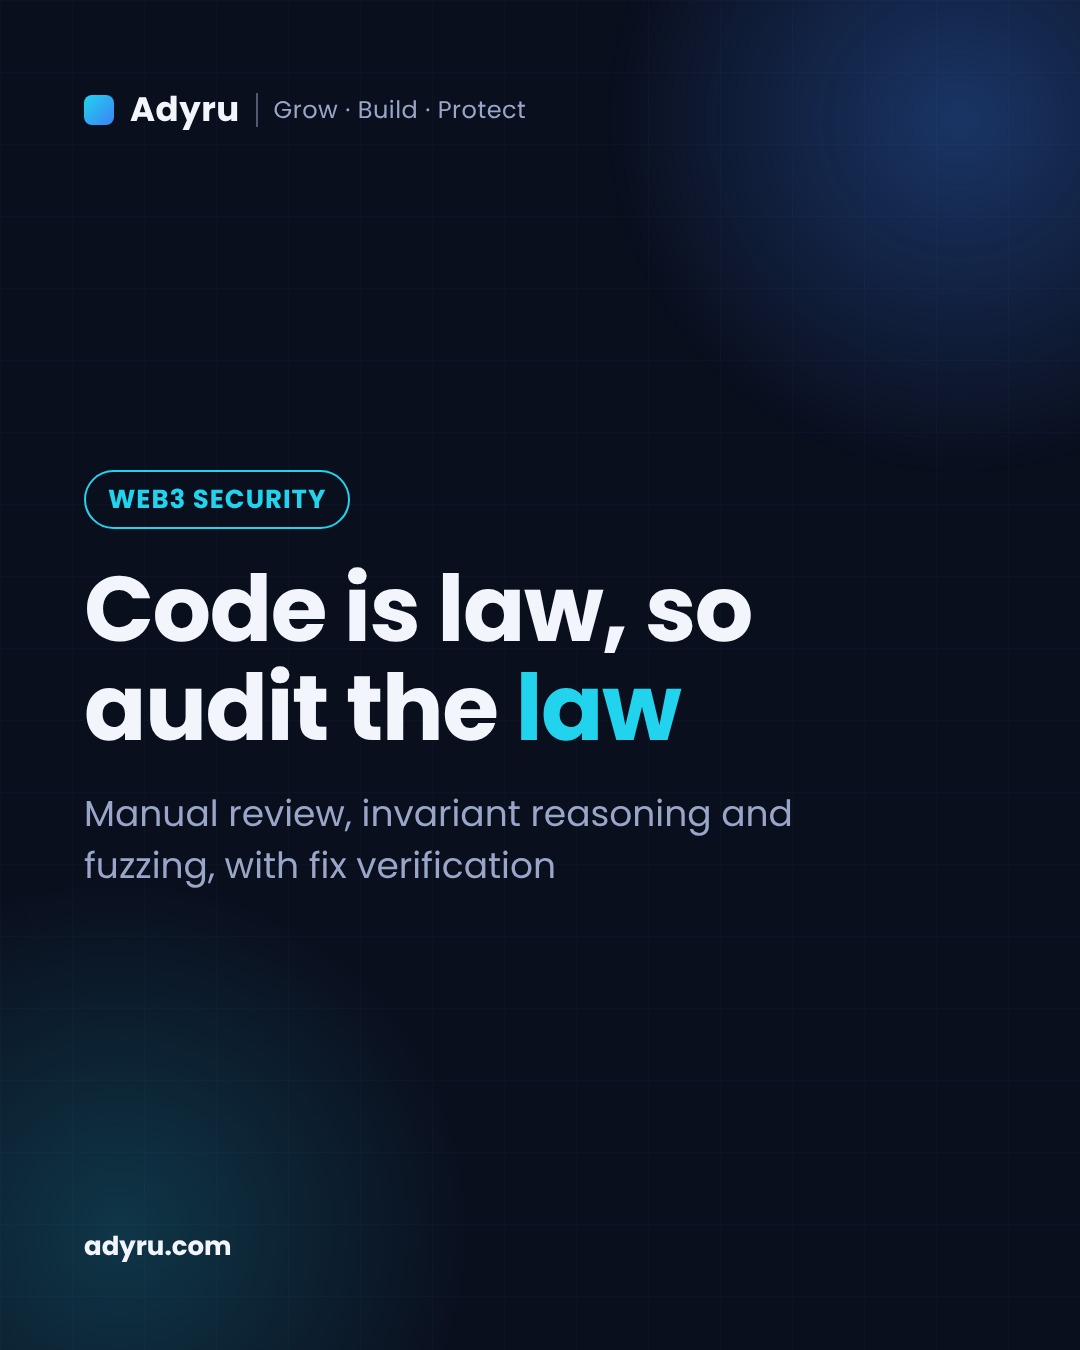 Adyru | Grow · Build · Protect
WEB3 SECURITY
Code is law, so
audit the law
Manual review, invariant reasoning and
fuzzing, with fix verification
adyru.com